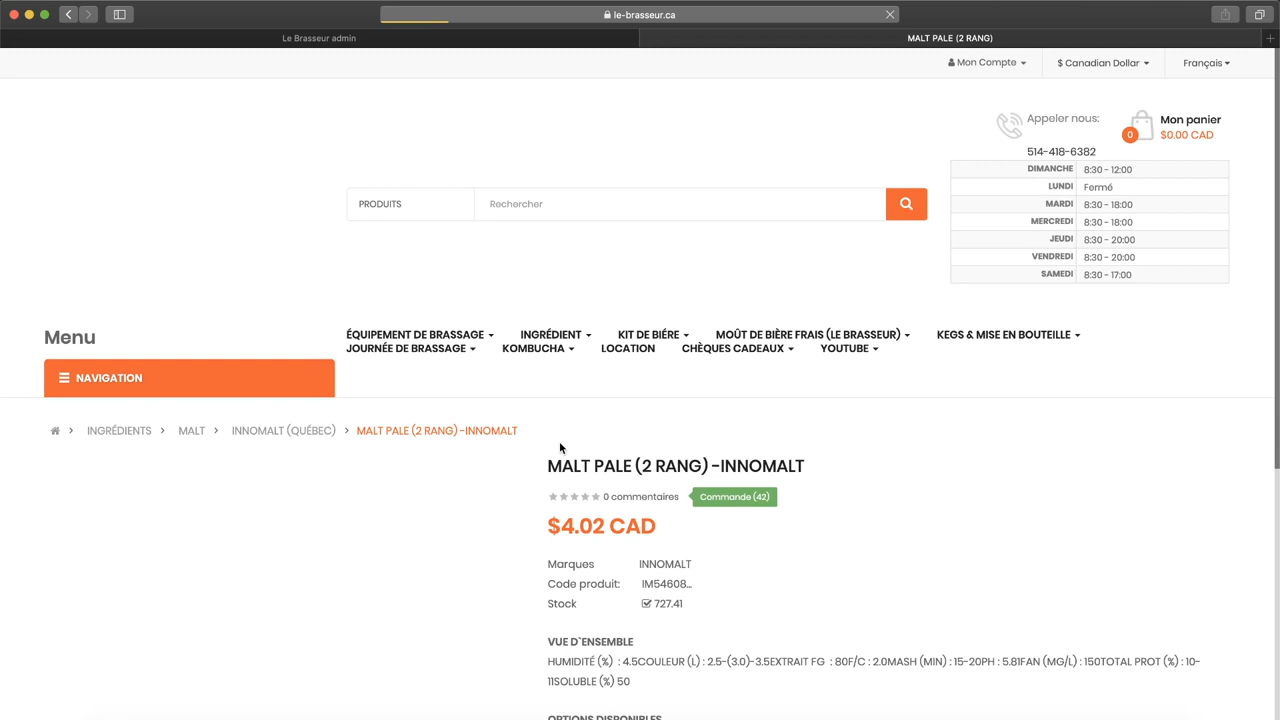 le-brasseur.ca
Le Brasseur admin
MALT PALE (2 RANG)
Mon Compte
$ Canadian Dollar
Français
Appeler nous:
514-418-6382
0
Mon panier
$0.00 CAD
PRODUITS
Rechercher
DIMANCHE 8:30 - 12:00
LUNDI Fermé
MARDI 8:30 - 18:00
MERCREDI 8:30 - 18:00
JEUDI 8:30 - 20:00
VENDREDI 8:30 - 20:00
SAMEDI 8:30 - 17:00
Menu
ÉQUIPEMENT DE BRASSAGE INGRÉDIENT KIT DE BIÉRE MOÛT DE BIÈRE FRAIS (LE BRASSEUR) KEGS & MISE EN BOUTEILLE
JOURNÉE DE BRASSAGE KOMBUCHA LOCATION CHÈQUES CADEAUX YOUTUBE
NAVIGATION
INGRÉDIENTS > MALT > INNOMALT (QUÉBEC) > MALT PALE (2 RANG) -INNOMALT
MALT PALE (2 RANG) -INNOMALT
0 commentaires Commande (42)
$4.02 CAD
Marques INNOMALT
Code produit: IM54608...
Stock 727.41
VUE D`ENSEMBLE
HUMIDITÉ (%) : 4.5COULEUR (L) : 2.5-(3.0)-3.5EXTRAIT FG : 80F/C : 2.0MASH (MIN) : 15-20PH : 5.81FAN (MG/L) : 150TOTAL PROT (%) : 10-
11SOLUBLE (%) 50
OPTIONS DISPONIBLES